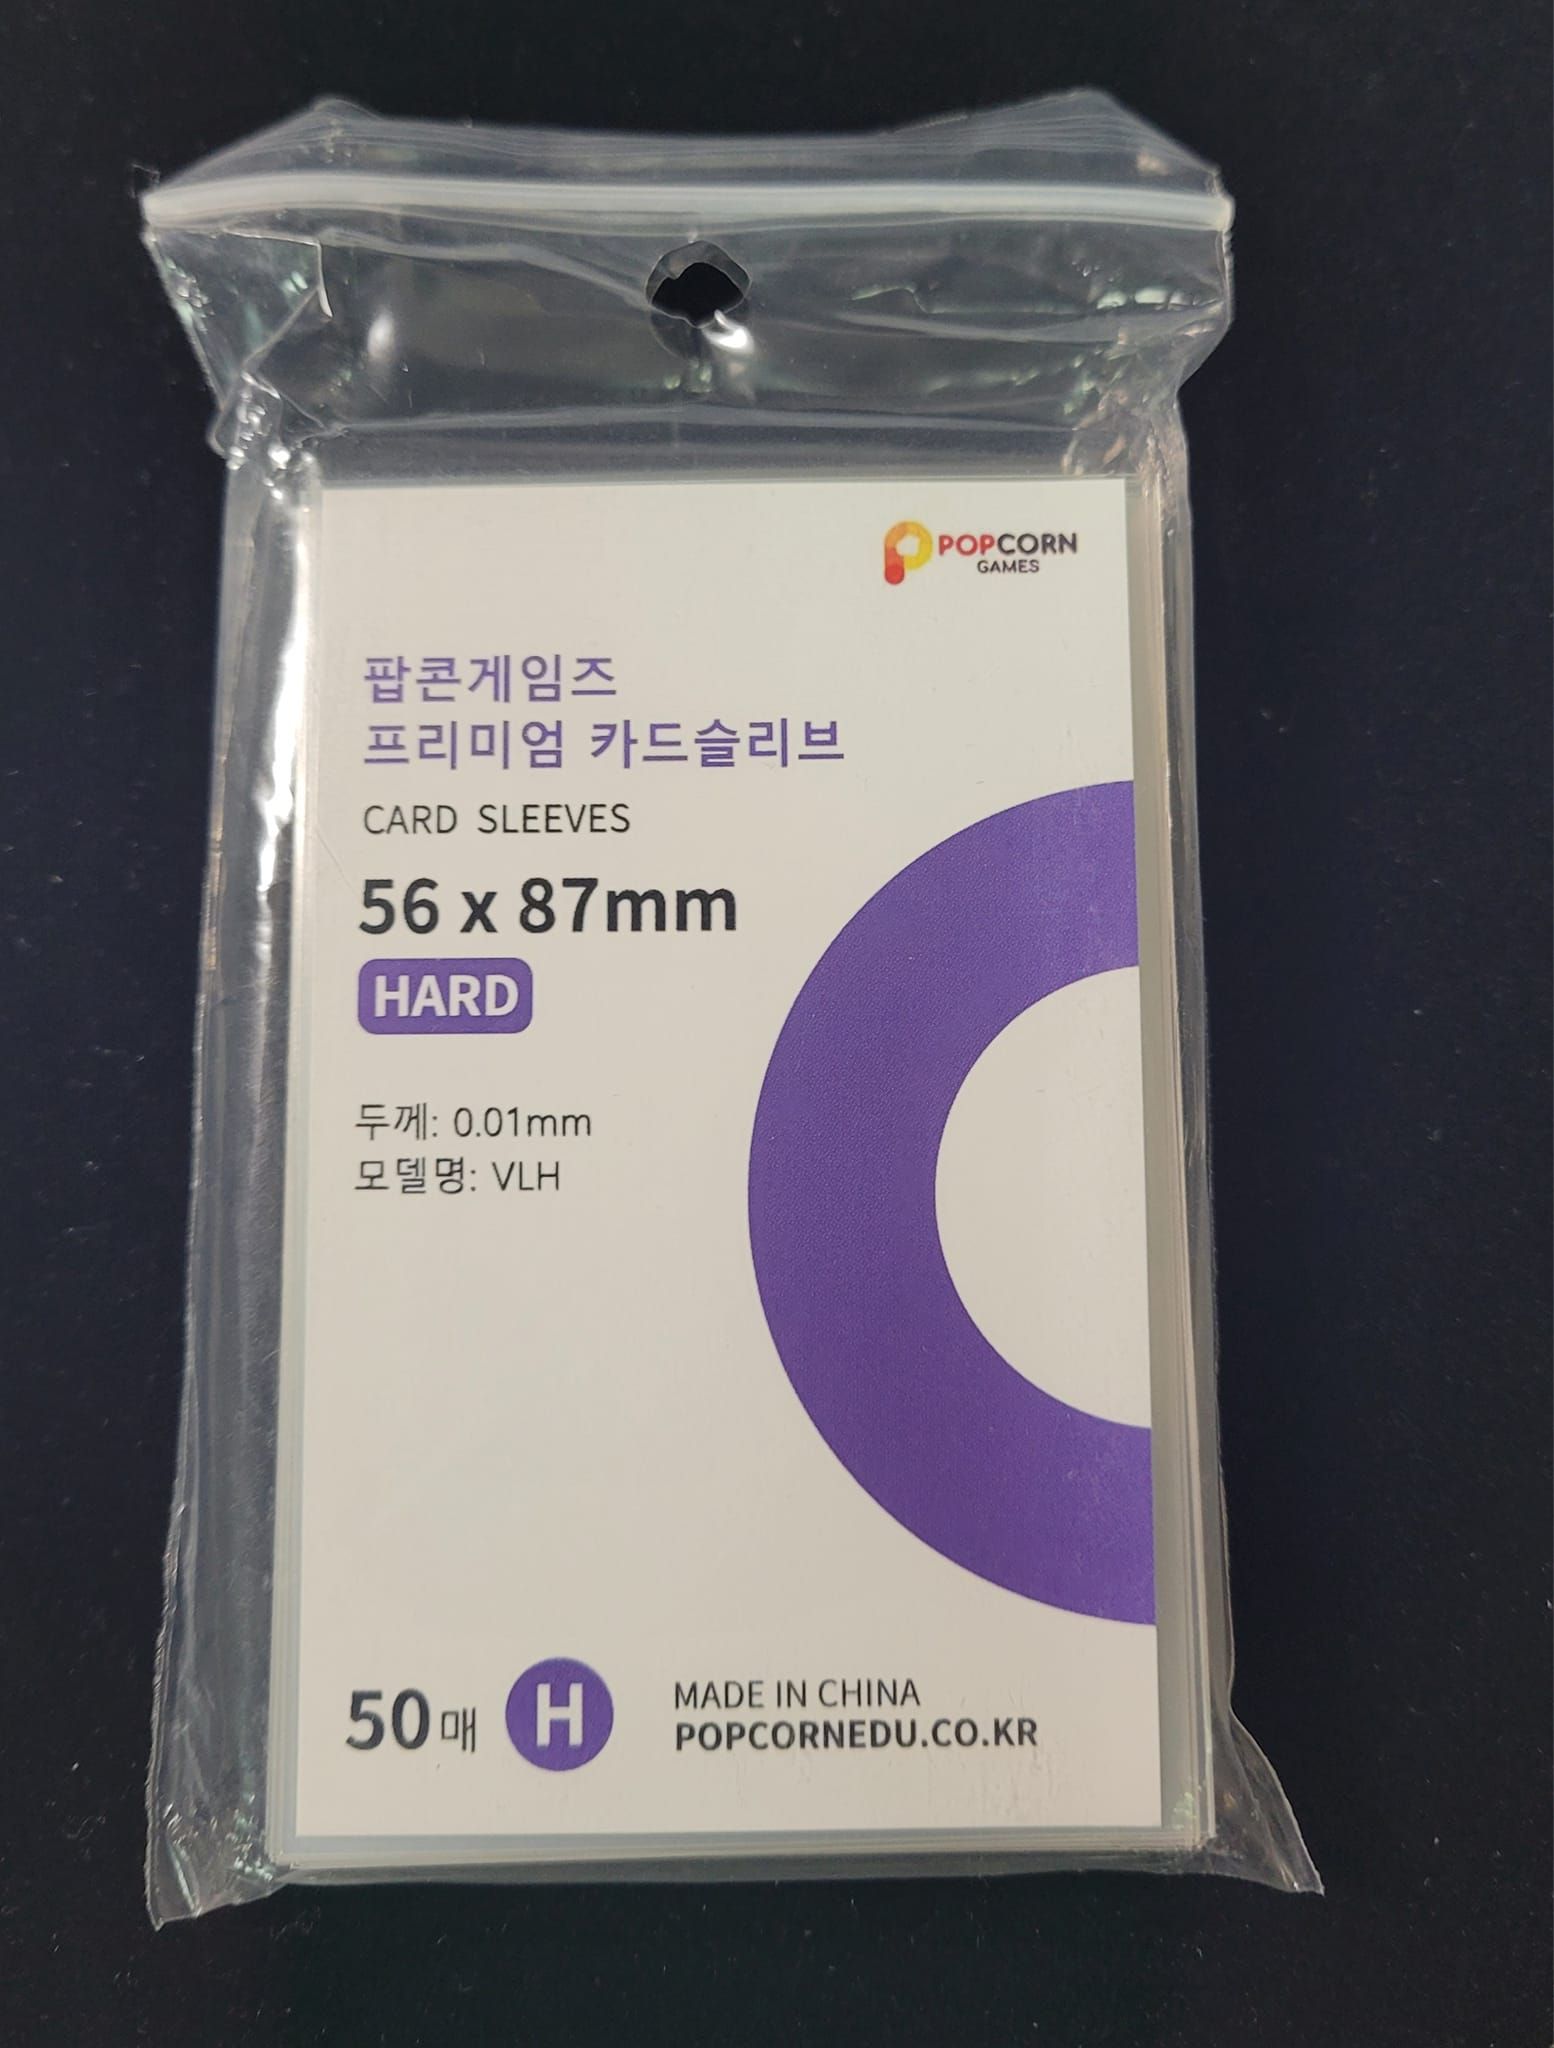 POPCORN
GAMES
팝콘게임즈
프리미엄 카드슬리브
CARD SLEEVES
56 x 87mm
HARD
두께: 0.01mm
모델명: VLH
50매
H
MADE IN CHINA
POPCORNEDU.CO.KR